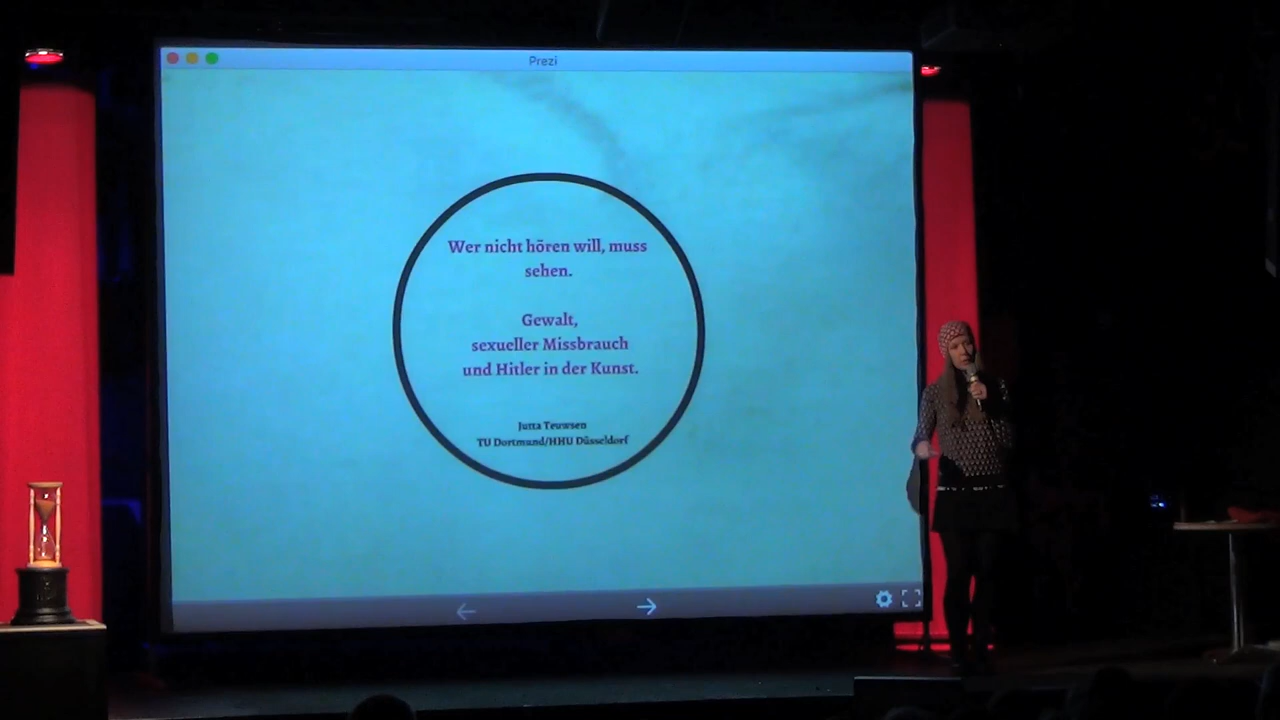 Prezi
Wer nicht hören will, muss
sehen.
Gewalt,
sexueller Missbrauch
und Hitler in der Kunst.
Jutta Teuwsen
TU Dortmund/HHU Düsseldorf